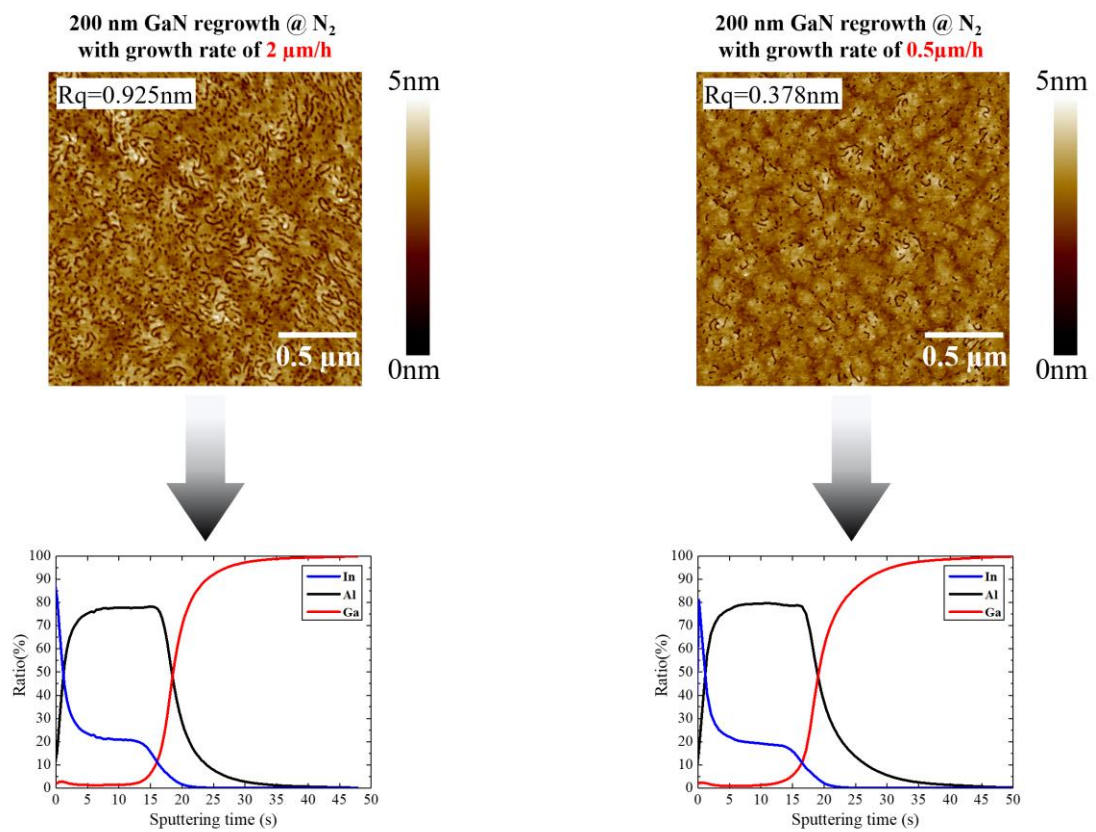 200 nm GaN regrowth @ N₂
with growth rate of 2 μm/h
Rq=0.925nm
5nm
0nm
0.5 μm
200 nm GaN regrowth @ N₂
with growth rate of 0.5μm/h
Rq=0.378nm
5nm
0nm
0.5 μm
100
90
80
70
60
50
40
30
20
10
0
Ratio(%)
In
Al
Ga
0 5 10 15 20 25 30 35 40 45 50
Sputtering time (s)
100
90
80
70
60
50
40
30
20
10
0
Ratio(%)
In
Al
Ga
0 5 10 15 20 25 30 35 40 45 50
Sputtering time (s)